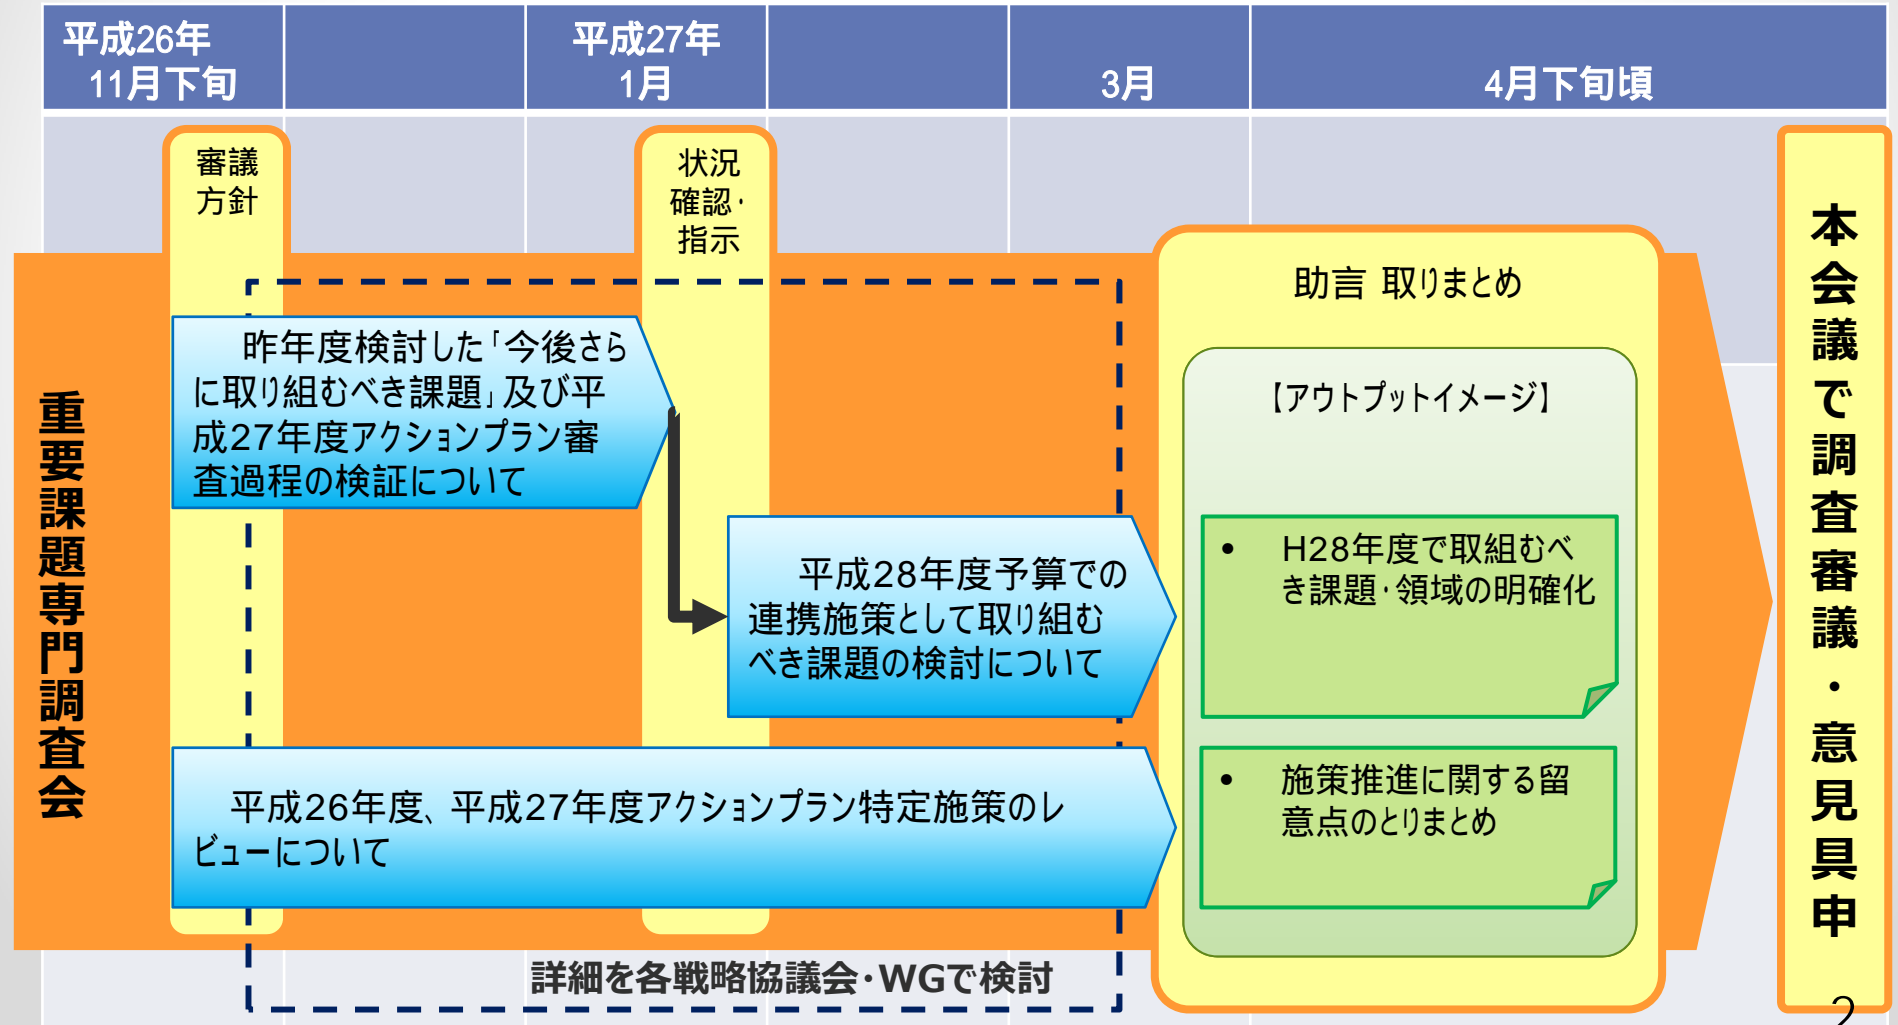 平成26年
11月下旬
平成27年
1月
3月
4月下旬頃
審議
方針
状況
確認・
指示
重要課題専門調査会
昨年度検討した「今後さら
に取り組むべき課題」及び平
成27年度アクションプラン審
査過程の検証について
平成28年度予算での
連携施策として取り組む
べき課題の検討について
平成26年度、平成27年度アクションプラン特定施策のレ
ビューについて
詳細を各戦略協議会・WGで検討
助言 取りまとめ
【アウトプットイメージ】
• H28年度で取組むべ
き課題・領域の明確化
• 施策推進に関する留
意点のとりまとめ
本会議で調査審議・意見具申
2